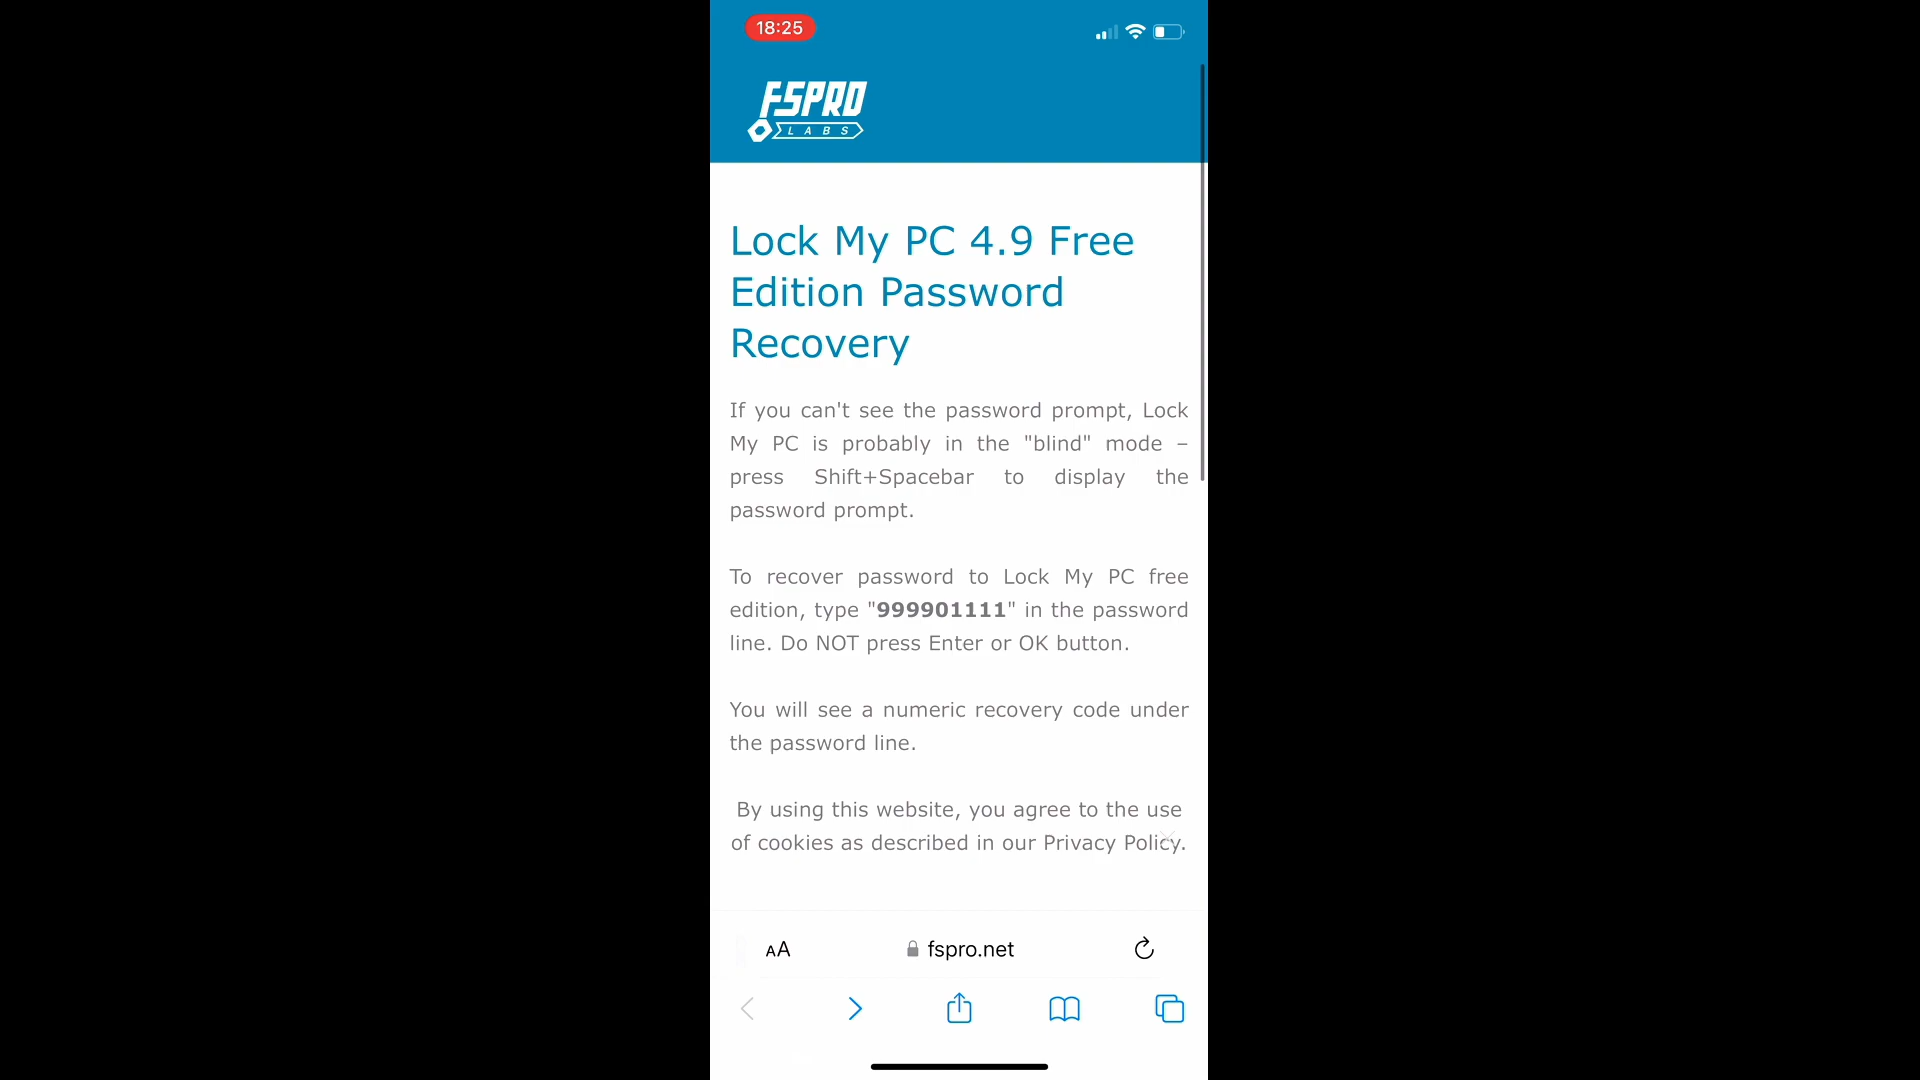 18:25
FSPRO
LABS
Lock My PC 4.9 Free
Edition Password
Recovery
If you can't see the password prompt, Lock
My PC is probably in the "blind" mode –
press Shift+Spacebar to display the
password prompt.
To recover password to Lock My PC free
edition, type "999901111" in the password
line. Do NOT press Enter or OK button.
You will see a numeric recovery code under
the password line.
By using this website, you agree to the use
of cookies as described in our Privacy Policy.
AA
fspro.net